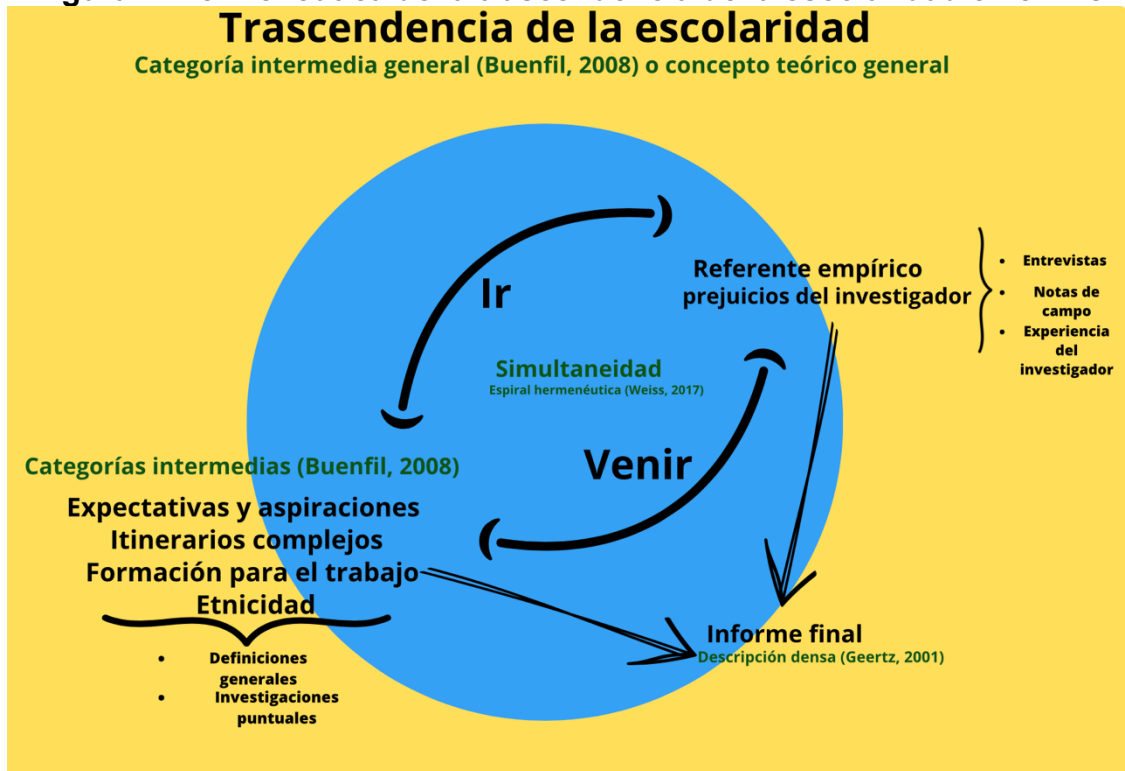 Trascendencia de la escolaridad
Categoría intermedia general (Buenfil, 2008) o concepto teórico general
Ir
Referente empírico
prejuicios del investigador
• Entrevistas
• Notas de
campo
• Experiencia
del
investigador
Simultaneidad
Espiral hermenéutica (Weiss, 2017)
Venir
Categorías intermedias (Buenfil, 2008)
Expectativas y aspiraciones
Itinerarios complejos
Formación para el trabajo
Etnicidad
• Definiciones
generales
• Investigaciones
puntuales
Informe final
Descripción densa (Geertz, 2001)